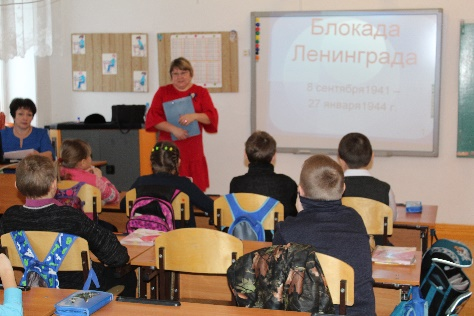 Блокада
Ленинграда
8 сентября1941 –
27 января1944 г.